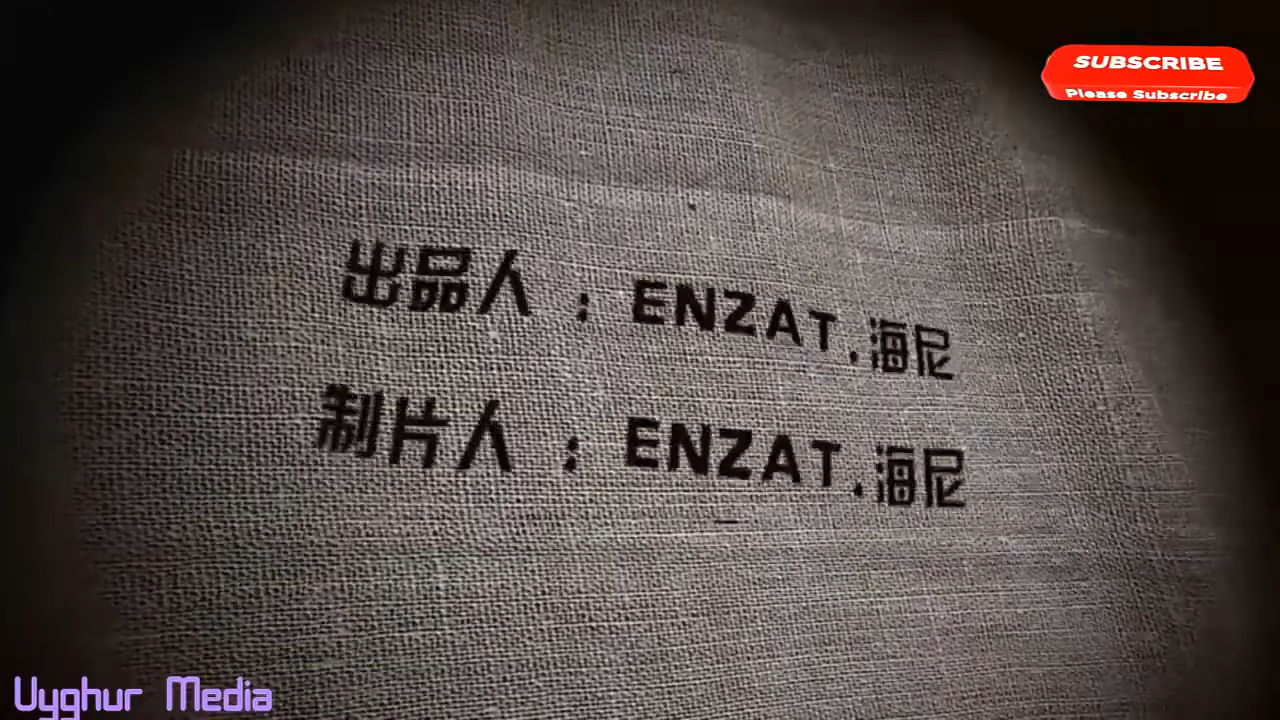 SUBSCRIBE
Please Subscribe
出品人：ENZAT.海尼
制片人：ENZAT.海尼
Uyghur Media